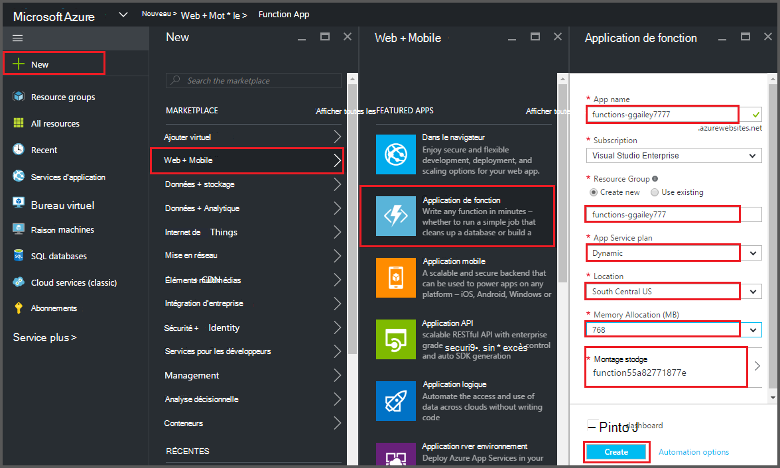 Microsoft Azure
Nouveau > Web + Mot * le > Function App
New
Resource groups
All resources
Recent
Services d'application
Bureau virtuel
Raison machines
SQL databases
Cloud services (classic)
Abonnements
Service plus >
New
Search the marketplace
MARKETPLACE
Afficher toutes les
Ajouter virtuel
Web + Mobile
Données + stockage
Données + Analytique
Internet de Things
Mise en réseau
Intégration d'entreprise
Sécurité + Identity
Services pour les développeurs
Management
Analyse décisionnelle
Conteneurs
RÉCENTES
Web + Mobile
FEATURED APPS
Afficher toutes
Dans le navigateur
Enjoy secure and flexible
development, deployment, and
scaling options for your web app.
Application de fonction
Write any function in minutes –
whether to run a simple job that
cleans up a database or build a
Application mobile
A scalable and secure backend that
can be used to power apps on any
platform – iOS, Android, Windows or
Application API
scalable RESTful API with enterprise
grade securi9•, sin * excès control
and auto SDK generation
Application logique
Automate the access and use of
data across clouds without writing
code
Application rver environnement
Deploy Azure App Services in your
Application de fonction
* App name
functions-ggailey7777
.azurewebsites.net
* Subscription
Visual Studio Enterprise
* Resource Group
Create new Use existing
functions-ggailey777
* App Service plan
Dynamic
* Location
South Central US
* Memory Allocation (MB)
768
* Montage stodge
function55a82771877e
– Pinto J dashboard
Create Automation options